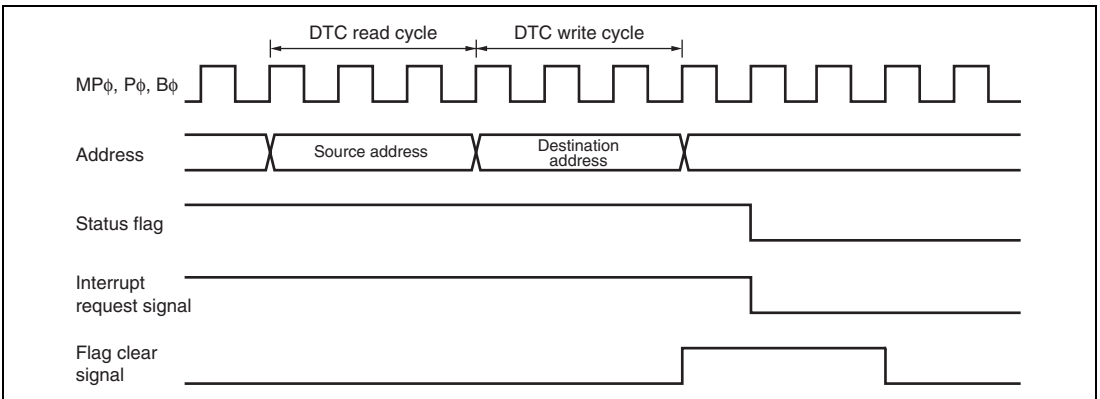 DTC read cycle DTC write cycle
MPϕ, Pϕ, Bϕ
Address Source address Destination
address
Status flag
Interrupt
request signal
Flag clear
signal